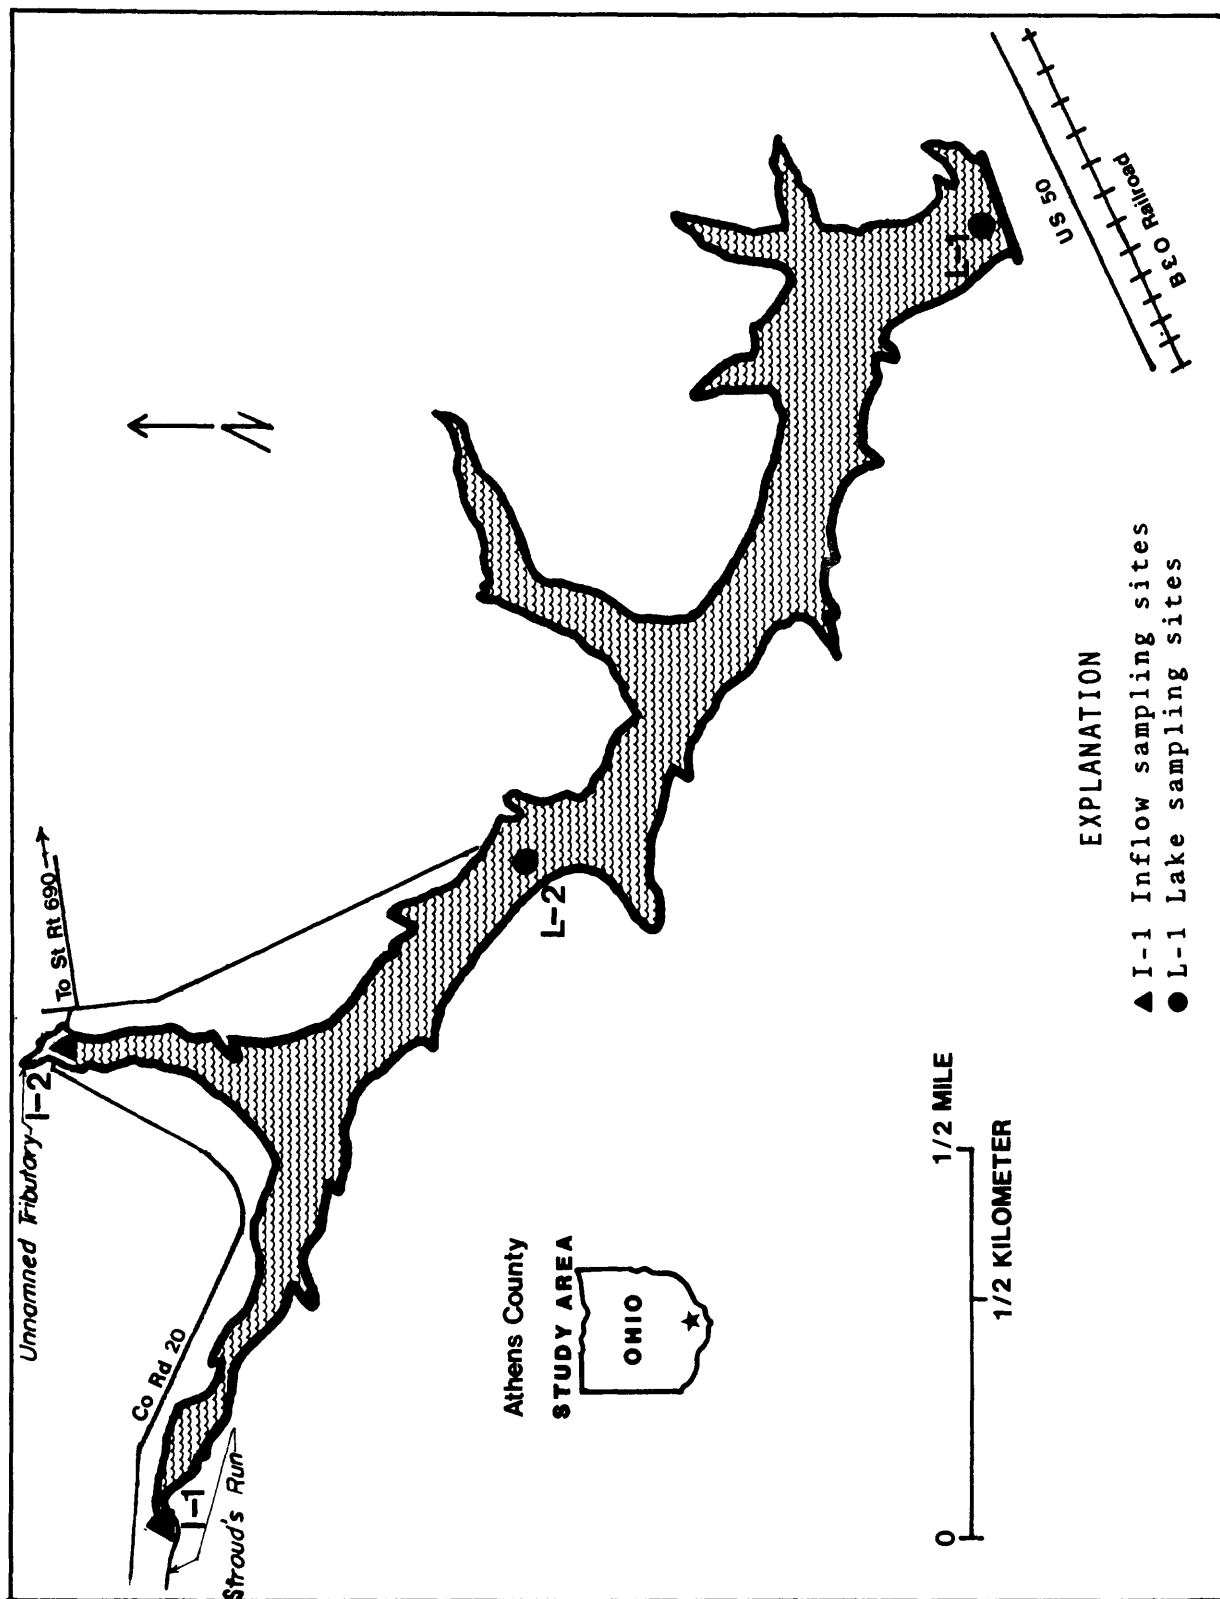 Unnamned Tributary
I-2
To St Rt 690
Co Rd 20
I-1
Stroud's Run
L-2
L-1
US 50
B&O Railroad
N
Athens County
STUDY AREA
OHIO
0
1/2 MILE
1/2 KILOMETER
EXPLANATION
I-1 Inflow sampling sites
L-1 Lake sampling sites